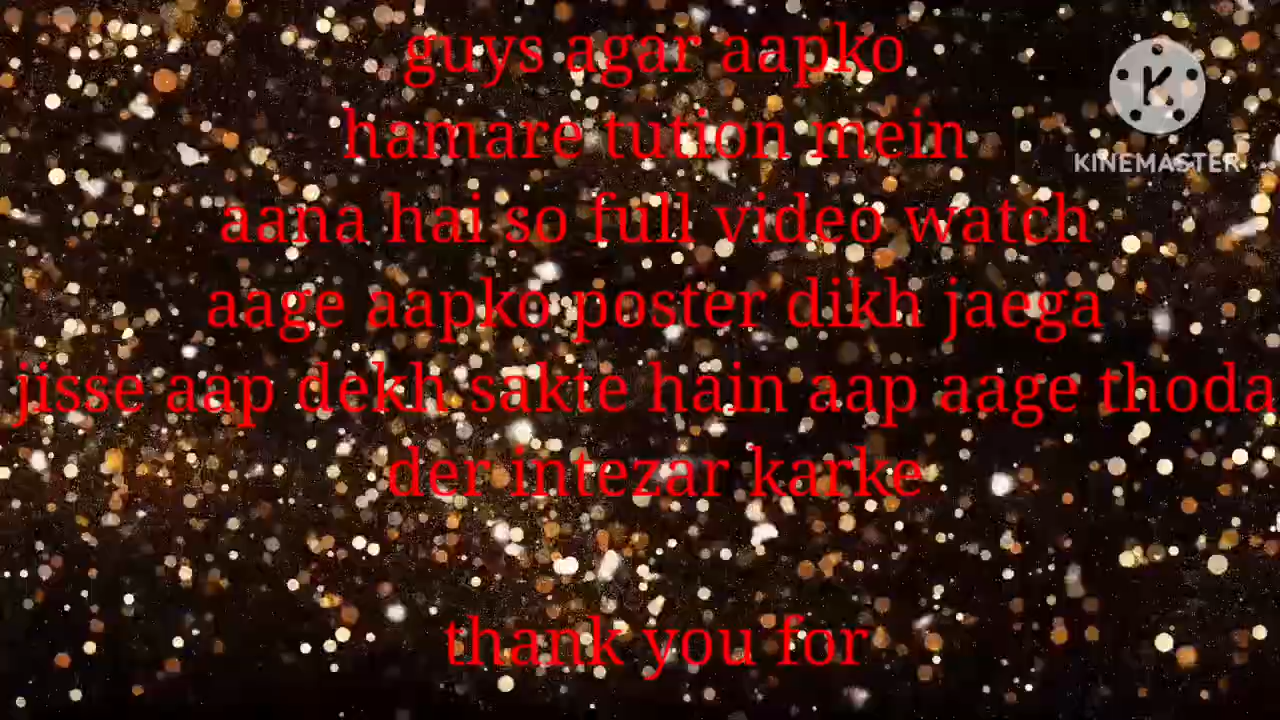 guys agar aapko
KINEMASTER
hamare tution mein
aana hai so full video watch
aage aapko poster dikh jaega
jisse aap dekh sakte hain aap aage thoda
der intezar karke
thank you for